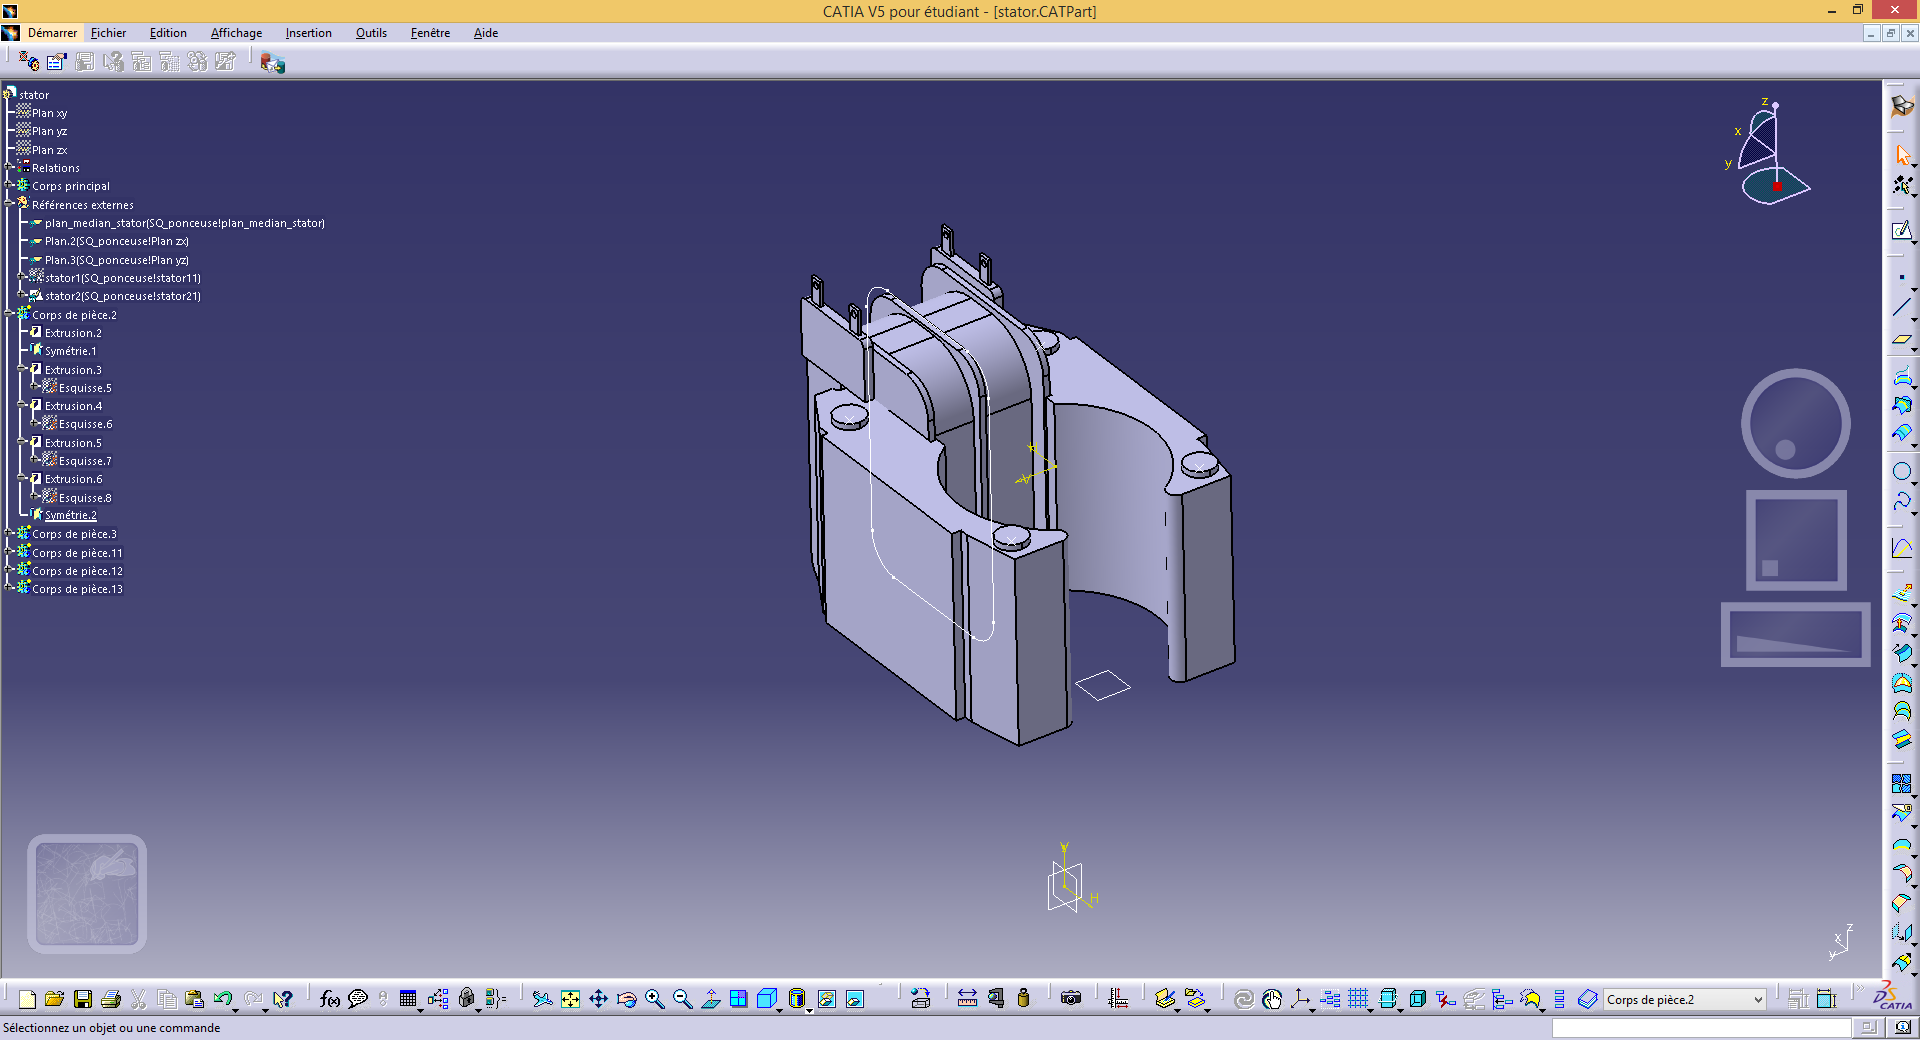 CATIA V5 pour étudiant - [stator.CATPart]
Démarrer Fichier Edition Affichage Insertion Outils Fenêtre Aide
stator
Plan xy
Plan yz
Plan zx
Relations
Corps principal
Références externes
plan_median_stator(SQ_ponceuse!plan_median_stator)
Plan.2(SQ_ponceuse!Plan zx)
Plan.3(SQ_ponceuse!Plan yz)
stator1(SQ_ponceuse!stator11)
stator2(SQ_ponceuse!stator21)
Corps de pièce.2
Extrusion.2
Symétrie.1
Extrusion.3
Esquisse.5
Extrusion.4
Esquisse.6
Extrusion.5
Esquisse.7
Extrusion.6
Esquisse.8
Symétrie.2
Corps de pièce.3
Corps de pièce.11
Corps de pièce.12
Corps de pièce.13
z
x
y
V
H
z
x
y
f(x)
Corps de pièce.2
CATIA
Sélectionnez un objet ou une commande